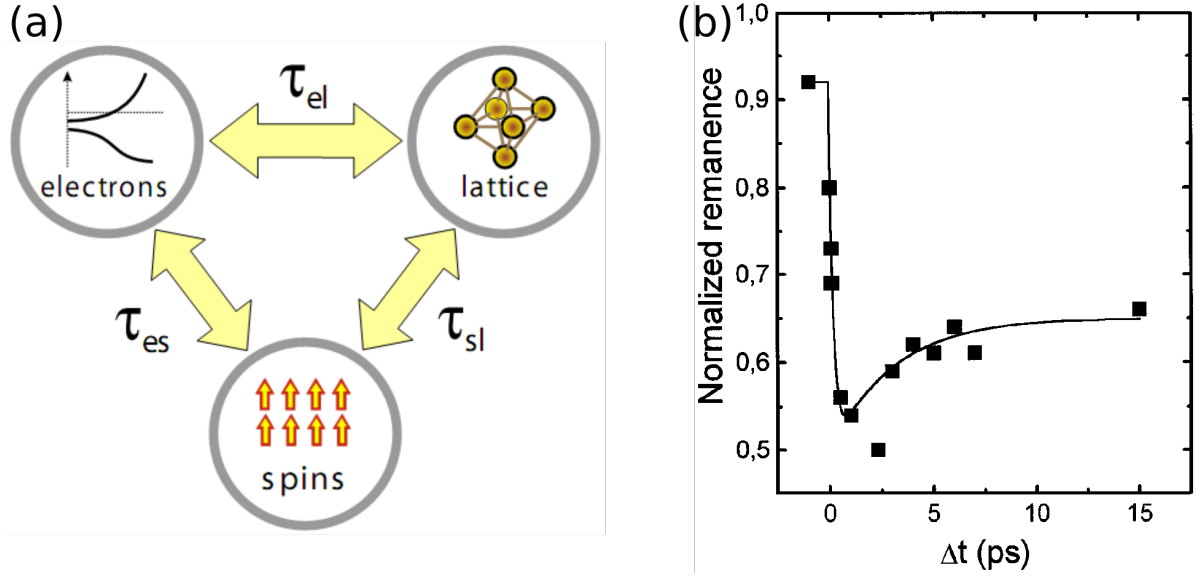 (a)
τel
electrons
lattice
τes
τsl
spins
(b)
Normalized remanence
1,0
0,9
0,8
0,7
0,6
0,5
0
5
10
15
Δt (ps)